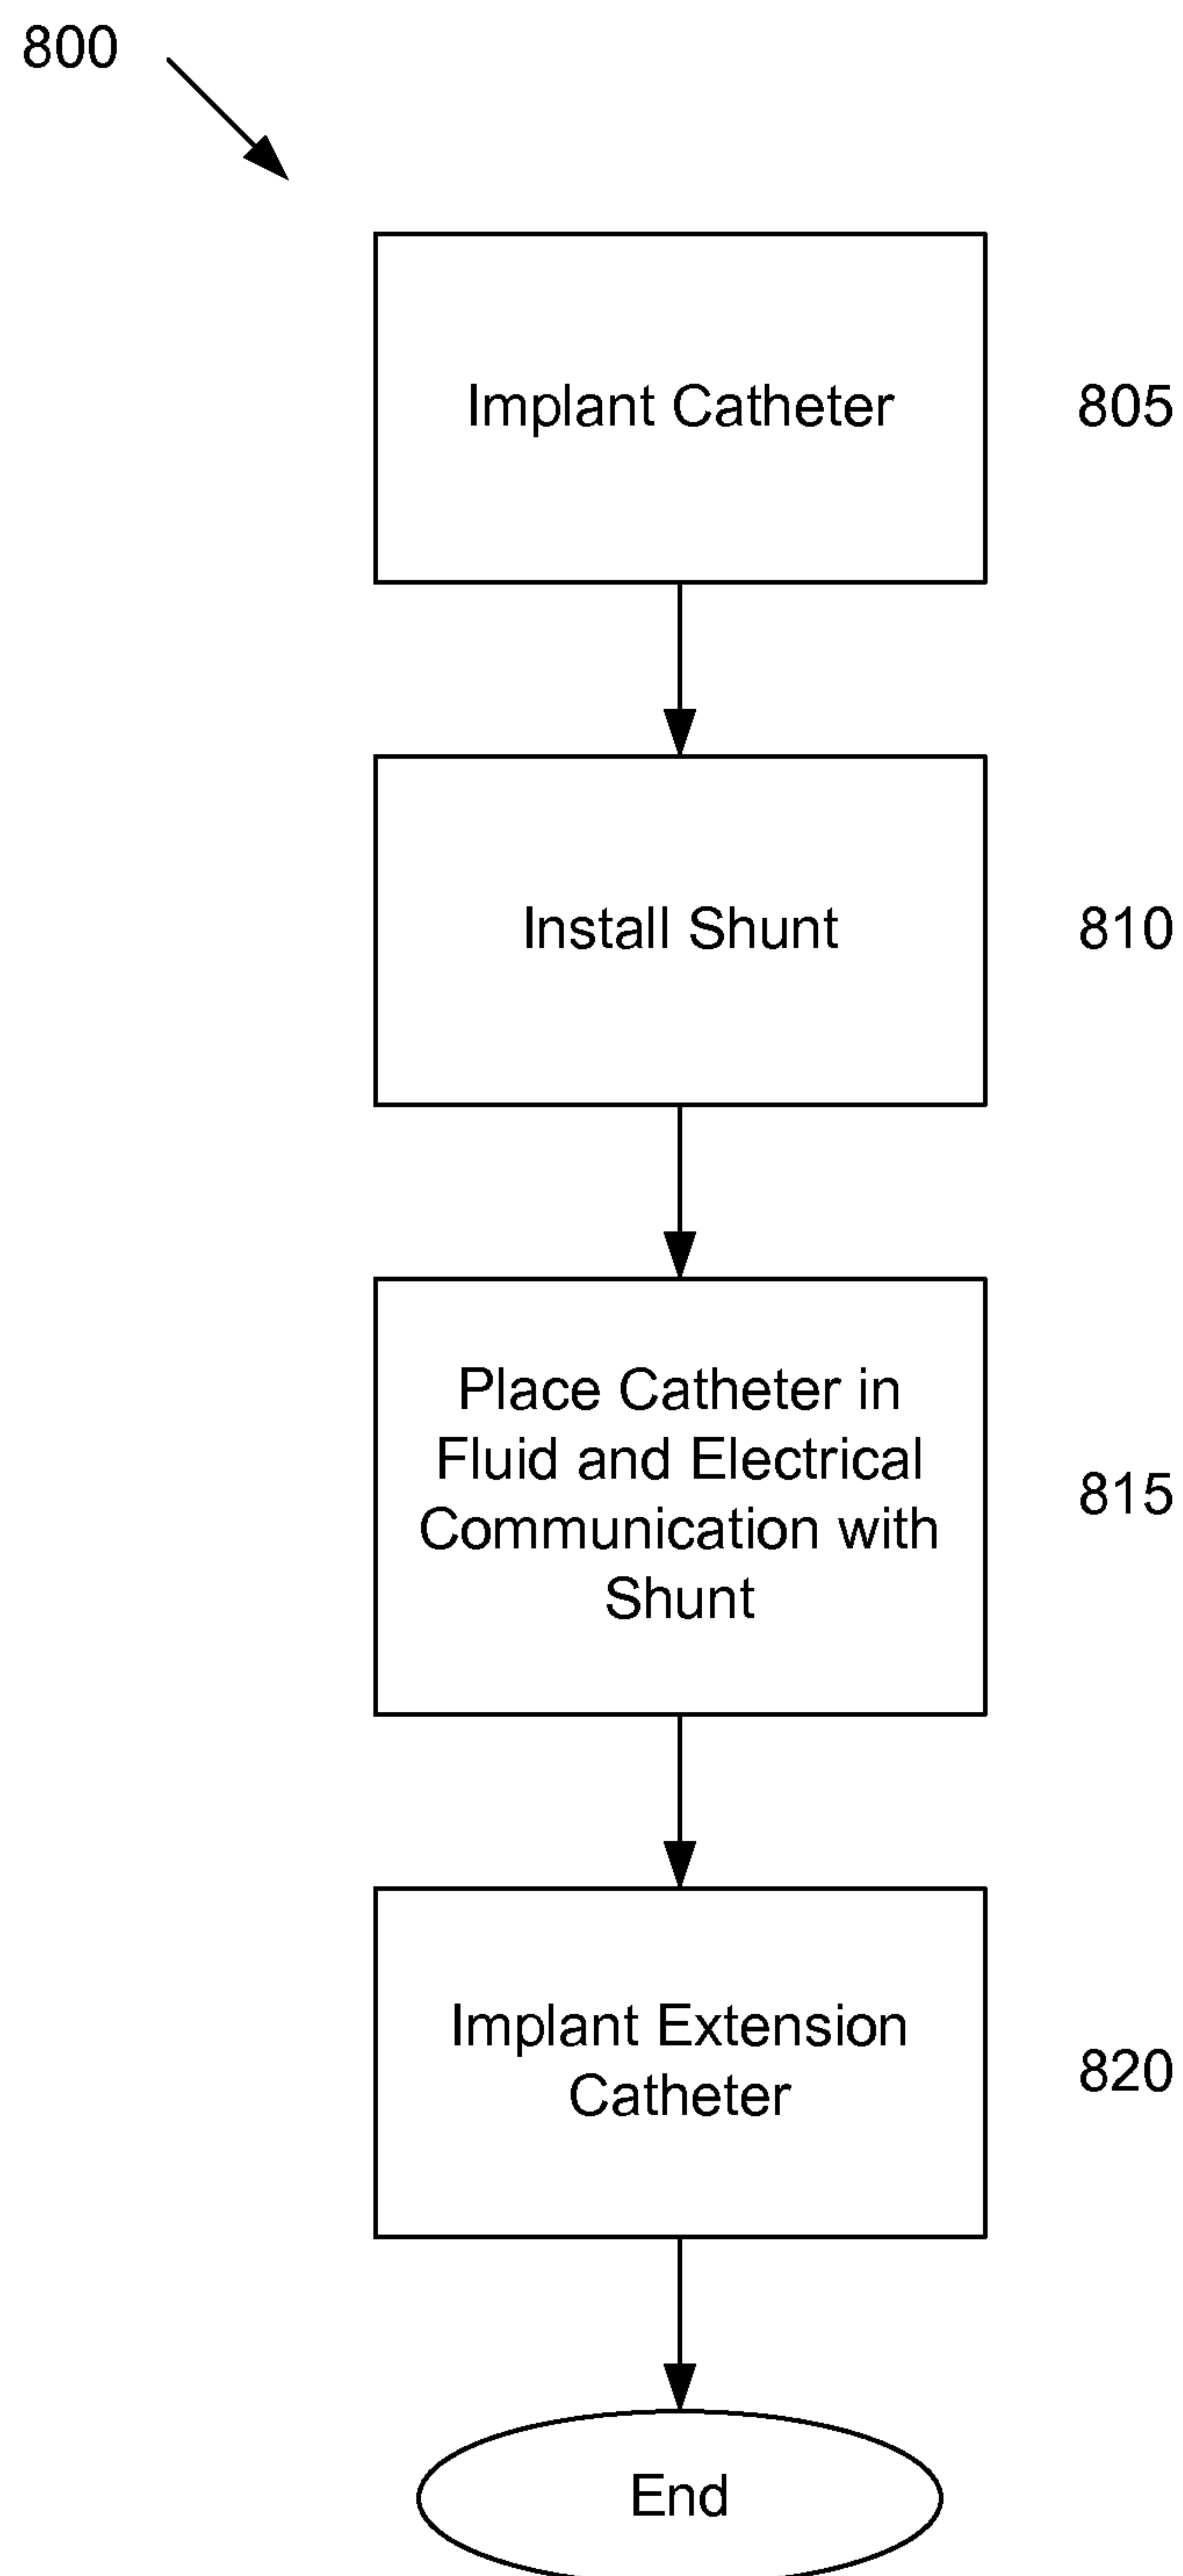 800
Implant Catheter
805
Install Shunt
810
Place Catheter in
Fluid and Electrical
Communication with
Shunt
815
Implant Extension
Catheter
820
End